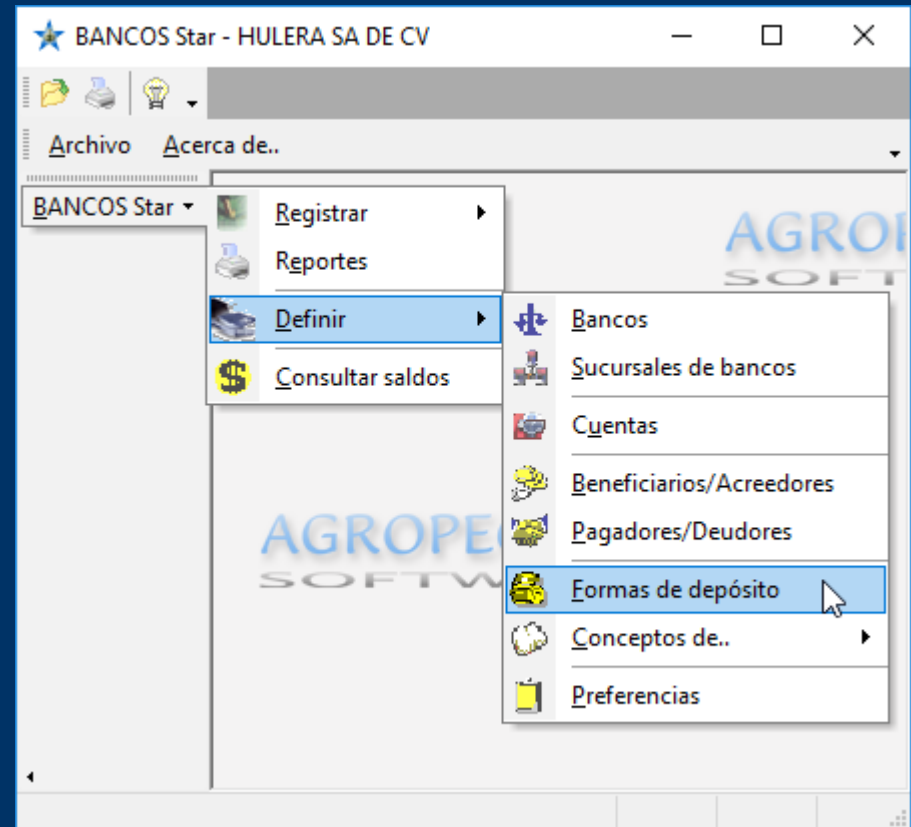 BANCOS Star - HULERA SA DE CV
Archivo Acerca de..
BANCOS Star
Registrar
Reportes
Definir
Consultar saldos
Bancos
Sucursales de bancos
Cuentas
Beneficiarios/Acreedores
Pagadores/Deudores
Formas de depósito
Conceptos de..
Preferencias